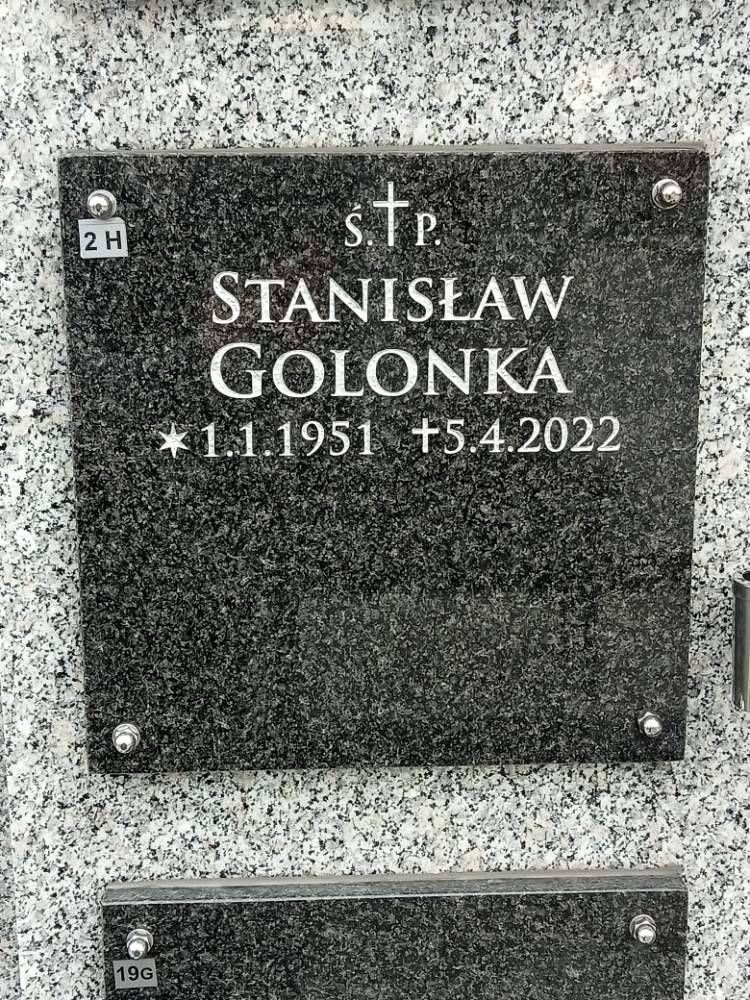 Ś.†P.
2 H
STANISŁAW
GOLONKA
✶1.1.1951 †5.4.2022
19G